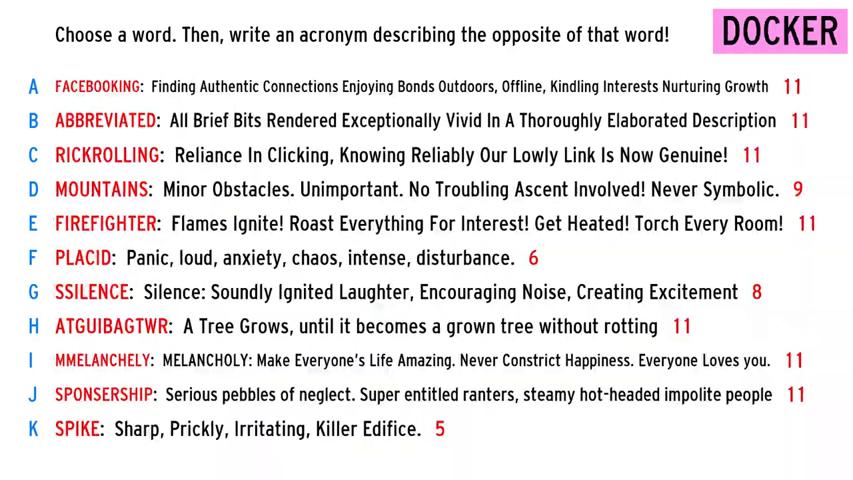 Choose a word. Then, write an acronym describing the opposite of that word!
DOCKER
A FACEBOOKING: Finding Authentic Connections Enjoying Bonds Outdoors, Offline, Kindling Interests Nurturing Growth 11
B ABBREVIATED: All Brief Bits Rendered Exceptionally Vivid In A Thoroughly Elaborated Description 11
C RICKROLLING: Reliance In Clicking, Knowing Reliably Our Lowly Link Is Now Genuine! 11
D MOUNTAINS: Minor Obstacles. Unimportant. No Troubling Ascent Involved! Never Symbolic. 9
E FIREFIGHTER: Flames Ignite! Roast Everything For Interest! Get Heated! Torch Every Room! 11
F PLACID: Panic, loud, anxiety, chaos, intense, disturbance. 6
G SSILENCE: Silence: Soundly Ignited Laughter, Encouraging Noise, Creating Excitement 8
H ATGUIBAGTWR: A Tree Grows, until it becomes a grown tree without rotting 11
I MMELANCHELY: MELANCHOLY: Make Everyone's Life Amazing. Never Constrict Happiness. Everyone Loves you. 11
J SPONSERSHIP: Serious pebbles of neglect. Super entitled ranters, steamy hot-headed impolite people 11
K SPIKE: Sharp, Prickly, Irritating, Killer Edifice. 5